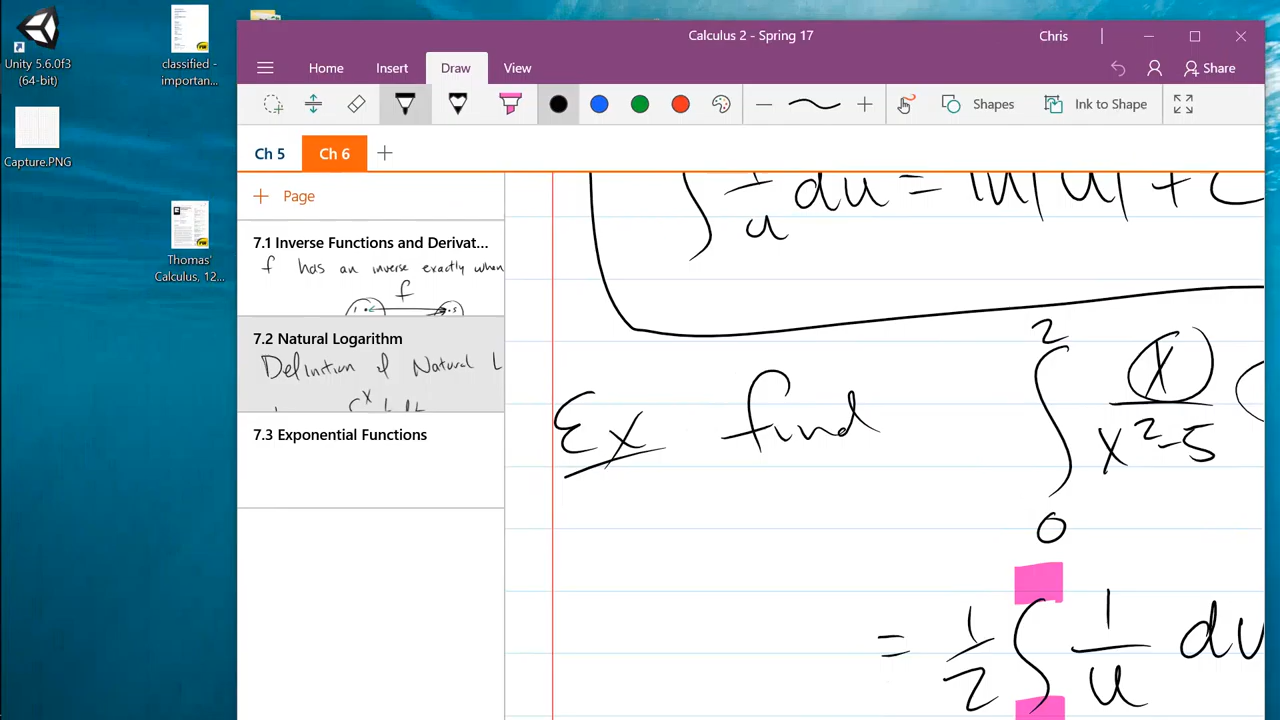 Unity 5.6.0f3
(64-bit)
classified -
importan...
Capture.PNG
Thomas'
Calculus, 12...
Calculus 2 - Spring 17
Chris
Home
Insert
Draw
View
Share
Shapes
Ink to Shape
Ch 5
Ch 6
Page
7.1 Inverse Functions and Derivat...
f has an inverse exactly when
f
7.2 Natural Logarithm
Definition of Natural L
7.3 Exponential Functions
∫ 1/u du = ln|u| + C
Ex find ∫₀² x/(x²-5)
= 1/2 ∫ 1/u du